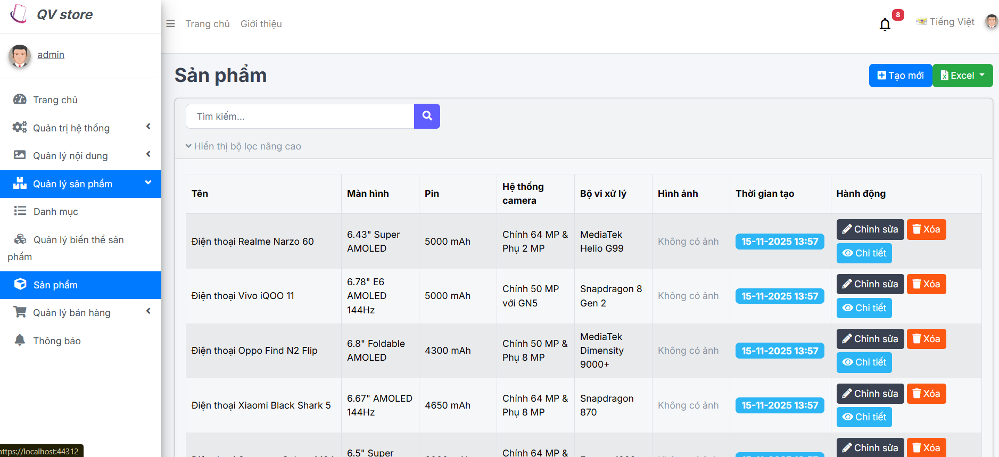 QV store
admin
Trang chủ
Quản trị hệ thống
Quản lý nội dung
Quản lý sản phẩm
Danh mục
Quản lý biến thể sản
phẩm
Sản phẩm
Quản lý bán hàng
Thông báo
https://localhost:44312
Trang chủ Giới thiệu
8
Tiếng Việt
Sản phẩm
Tạo mới Excel
Tìm kiếm...
Hiển thị bộ lọc nâng cao
Tên Màn hình Pin Hệ thống camera Bộ vi xử lý Hình ảnh Thời gian tạo Hành động
Điện thoại Realme Narzo 60 6.43" Super AMOLED 5000 mAh Chính 64 MP & Phụ 2 MP MediaTek Helio G99 Không có ảnh 15-11-2025 13:57 Chỉnh sửa Xóa Chi tiết
Điện thoại Vivo iQOO 11 6.78" E6 AMOLED 144Hz 5000 mAh Chính 50 MP với GN5 Snapdragon 8 Gen 2 Không có ảnh 15-11-2025 13:57 Chỉnh sửa Xóa Chi tiết
Điện thoại Oppo Find N2 Flip 6.8" Foldable AMOLED 4300 mAh Chính 50 MP & Phụ 8 MP MediaTek Dimensity 9000+ Không có ảnh 15-11-2025 13:57 Chỉnh sửa Xóa Chi tiết
Điện thoại Xiaomi Black Shark 5 6.67" AMOLED 144Hz 4650 mAh Chính 64 MP & Phụ 8 MP Snapdragon 870 Không có ảnh 15-11-2025 13:57 Chỉnh sửa Xóa Chi tiết
6.5" Super Chính 64 MP & Chỉnh sửa Xóa